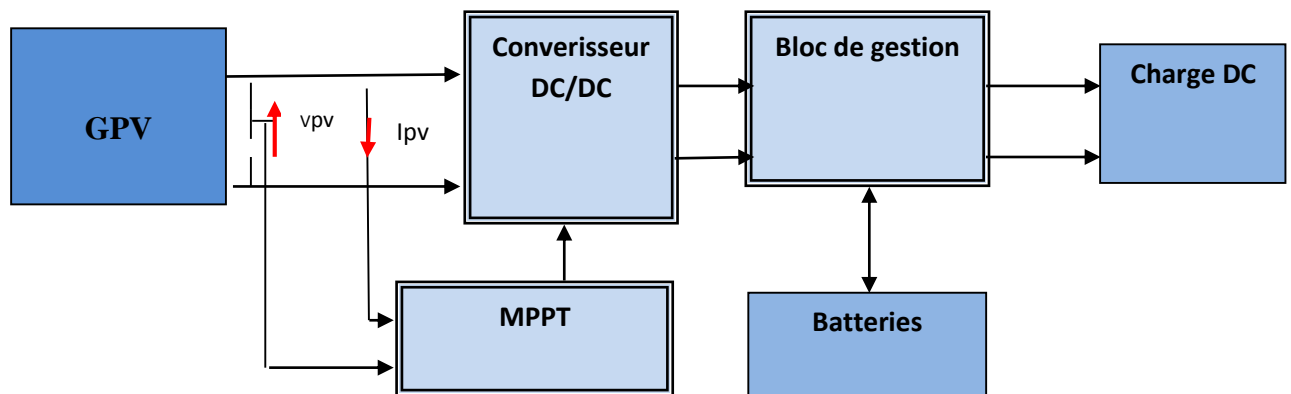 GPV
vpv
Ipv
Converisseur
DC/DC
Bloc de gestion
Charge DC
MPPT
Batteries